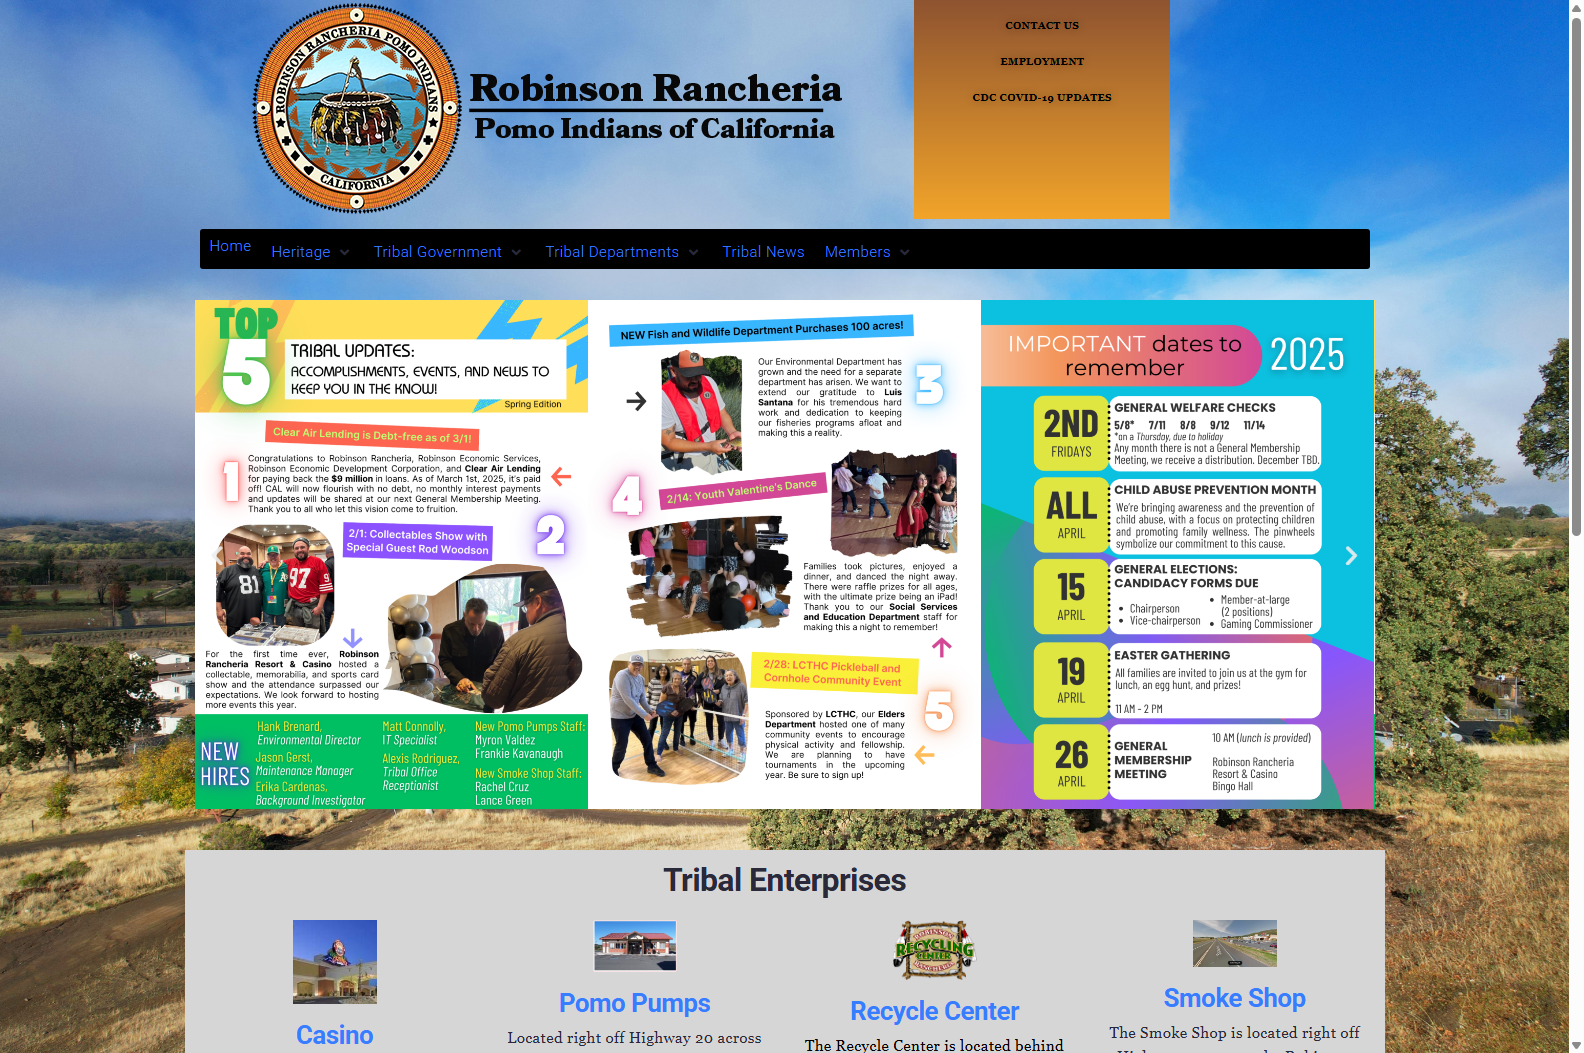 ROBINSON RANCHERIA POMO INDIANS
CALIFORNIA
Robinson Rancheria
Pomo Indians of California
CONTACT US
EMPLOYMENT
CDC COVID-19 UPDATES
Home
Heritage
Tribal Government
Tribal Departments
Tribal News
Members
TOP
5
TRIBAL UPDATES:
ACCOMPLISHMENTS, EVENTS, AND NEWS TO
KEEP YOU IN THE KNOW!
Spring Edition
Clear Air Lending is Debt-free as of 3/1!
1
Congratulations to Robinson Rancheria, Robinson Economic Services,
Robinson Economic Development Corporation, and Clear Air Lending
for paying back the $9 million in loans. As of March 1st, 2025, it's paid
off! CAL will now flourish with no debt, no monthly interest payments
and updates will be shared at our next General Membership Meeting.
Thank you to all who let this vision come to fruition.
2/1: Collectables Show with
Special Guest Rod Woodson
2
81
97
For the first time ever, Robinson
Rancheria Resort & Casino hosted a
collectable, memorabilia, and sports card
show and the attendance surpassed our
expectations. We look forward to hosting
more events this year.
NEW
HIRES
Hank Brenard,
Environmental Director
Jason Gerst,
Maintenance Manager
Erika Cardenas,
Background Investigator
Matt Connolly,
IT Specialist
Alexis Rodriguez,
Tribal Office
Receptionist
New Pomo Pumps Staff:
Myron Valdez
Frankie Kavanaugh
New Smoke Shop Staff:
Rachel Cruz
Lance Green
NEW Fish and Wildlife Department Purchases 100 acres!
Our Environmental Department has
grown and the need for a separate
department has arisen. We want to
extend our gratitude to Luis
Santana for his tremendous hard
work and dedication to keeping
our fisheries programs afloat and
making this a reality.
3
4
2/14: Youth Valentine's Dance
Families took pictures, enjoyed a
dinner, and danced the night away.
There were raffle prizes for all ages,
with the ultimate prize being an iPad!
Thank you to our Social Services
and Education Department staff for
making this a night to remember!
2/28: LCTHC Pickleball and
Cornhole Community Event
5
Sponsored by LCTHC, our Elders
Department hosted one of many
community events to encourage
physical activity and fellowship.
We are planning to have
tournaments in the upcoming
year. Be sure to sign up!
IMPORTANT dates to
remember
2025
2ND
FRIDAYS
GENERAL WELFARE CHECKS
5/8* 7/11 8/8 9/12 11/14
*on a Thursday, due to holiday
Any month there is not a General Membership
Meeting, we receive a distribution. December TBD.
ALL
APRIL
CHILD ABUSE PREVENTION MONTH
We're bringing awareness and the prevention of
child abuse, with a focus on protecting children
and promoting family wellness. The pinwheels
symbolize our commitment to this cause.
15
APRIL
GENERAL ELECTIONS:
CANDIDACY FORMS DUE
• Chairperson
• Vice-chairperson
• Member-at-large
(2 positions)
• Gaming Commissioner
19
APRIL
EASTER GATHERING
All families are invited to join us at the gym for
lunch, an egg hunt, and prizes!
11 AM - 2 PM
26
APRIL
GENERAL
MEMBERSHIP
MEETING
10 AM (lunch is provided)
Robinson Rancheria
Resort & Casino
Bingo Hall
Tribal Enterprises
ROBINSON
RECYCLING
CENTER
RANCHERIA
Casino
Pomo Pumps
Located right off Highway 20 across
Recycle Center
The Recycle Center is located behind
Smoke Shop
The Smoke Shop is located right off